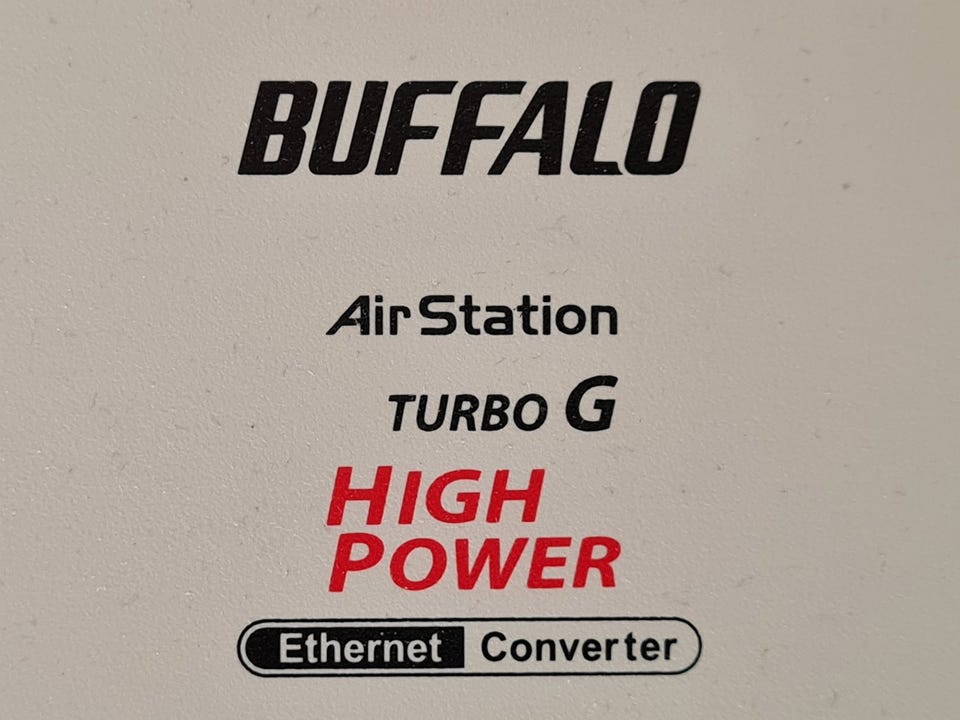 BUFFALO
AirStation
TURBO G
HIGH
POWER
Ethernet Converter